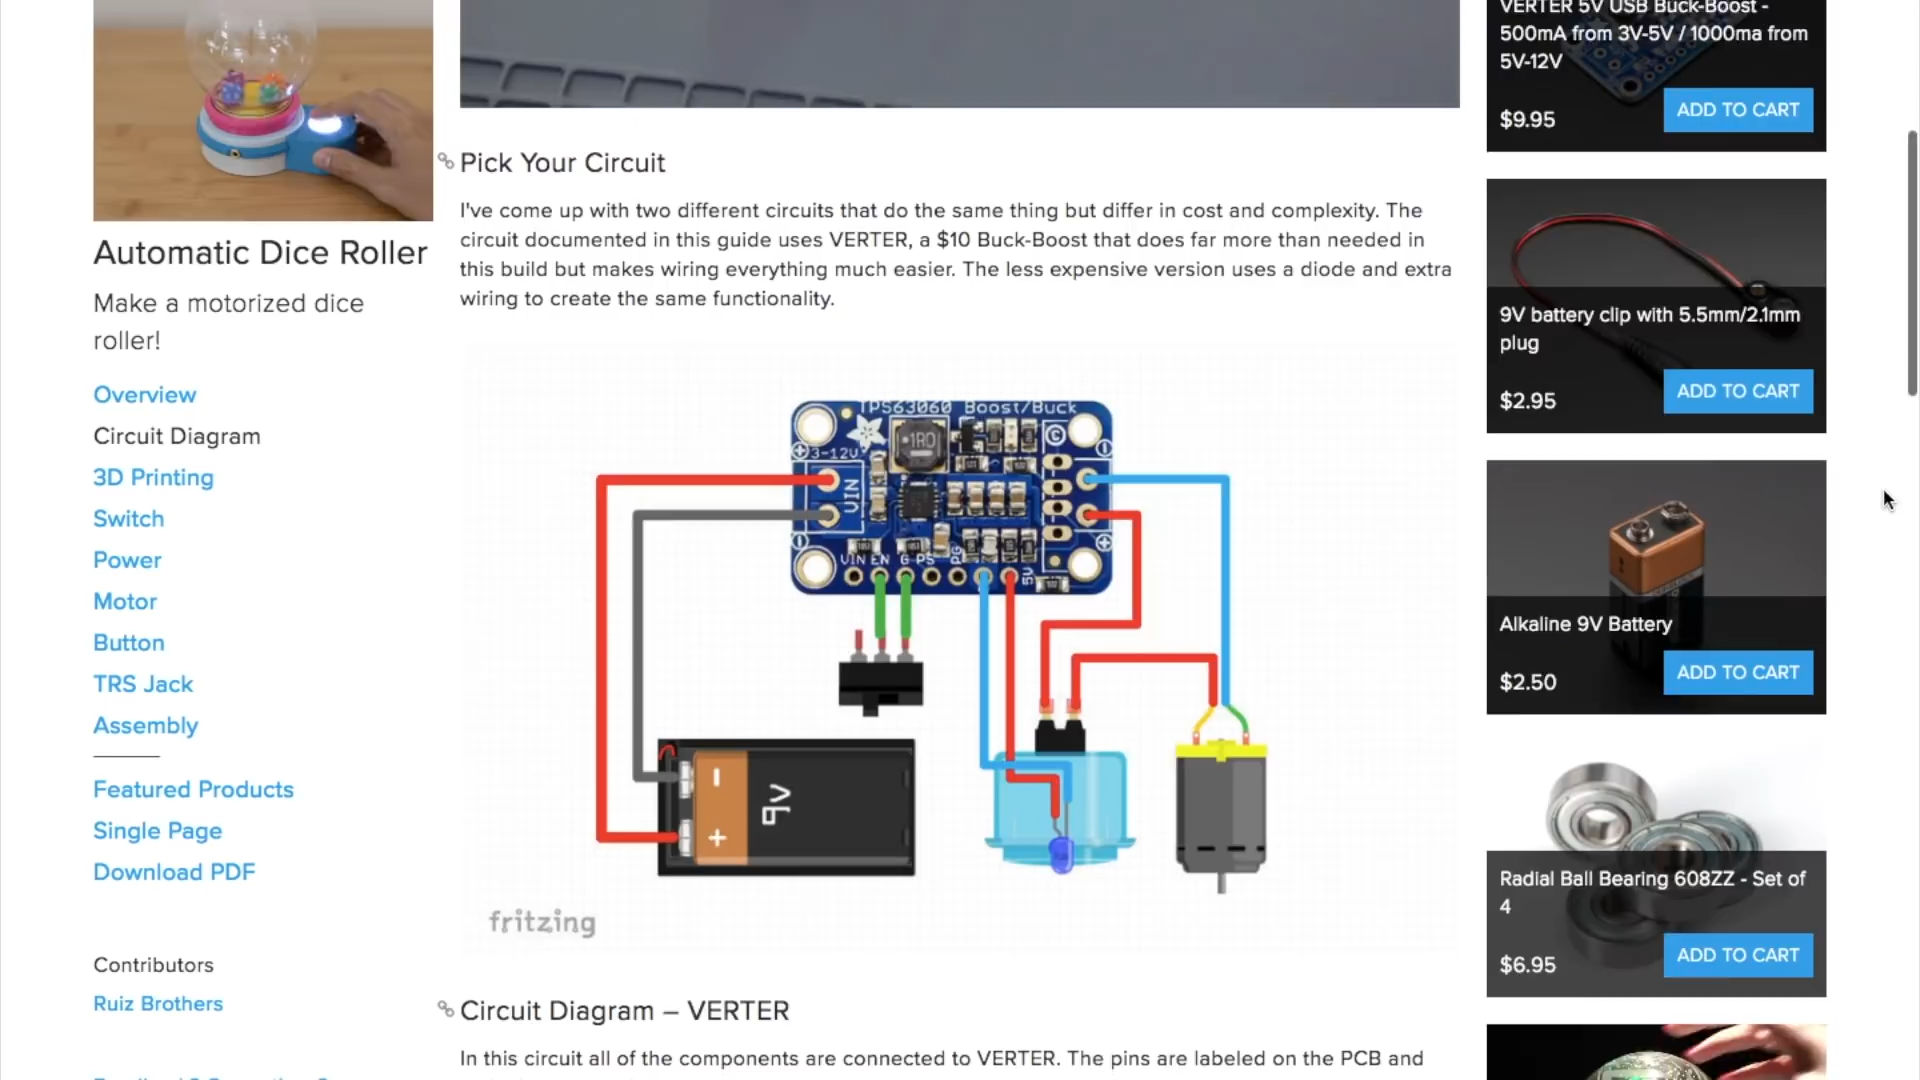 Automatic Dice Roller
Make a motorized dice
roller!
Overview
Circuit Diagram
3D Printing
Switch
Power
Motor
Button
TRS Jack
Assembly
Featured Products
Single Page
Download PDF
Contributors
Ruiz Brothers
Pick Your Circuit
I've come up with two different circuits that do the same thing but differ in cost and complexity. The
circuit documented in this guide uses VERTER, a $10 Buck-Boost that does far more than needed in
this build but makes wiring everything much easier. The less expensive version uses a diode and extra
wiring to create the same functionality.
TPS63060 Boost/Buck
1R0
3-12V
VIN
VIN EN G PS PG 5V
9V
- +
fritzing
Circuit Diagram – VERTER
In this circuit all of the components are connected to VERTER. The pins are labeled on the PCB and
VERTER 5V USB Buck-Boost -
500mA from 3V-5V / 1000ma from
5V-12V
$9.95
ADD TO CART
9V battery clip with 5.5mm/2.1mm
plug
$2.95
ADD TO CART
Alkaline 9V Battery
$2.50
ADD TO CART
Radial Ball Bearing 608ZZ - Set of
4
$6.95
ADD TO CART